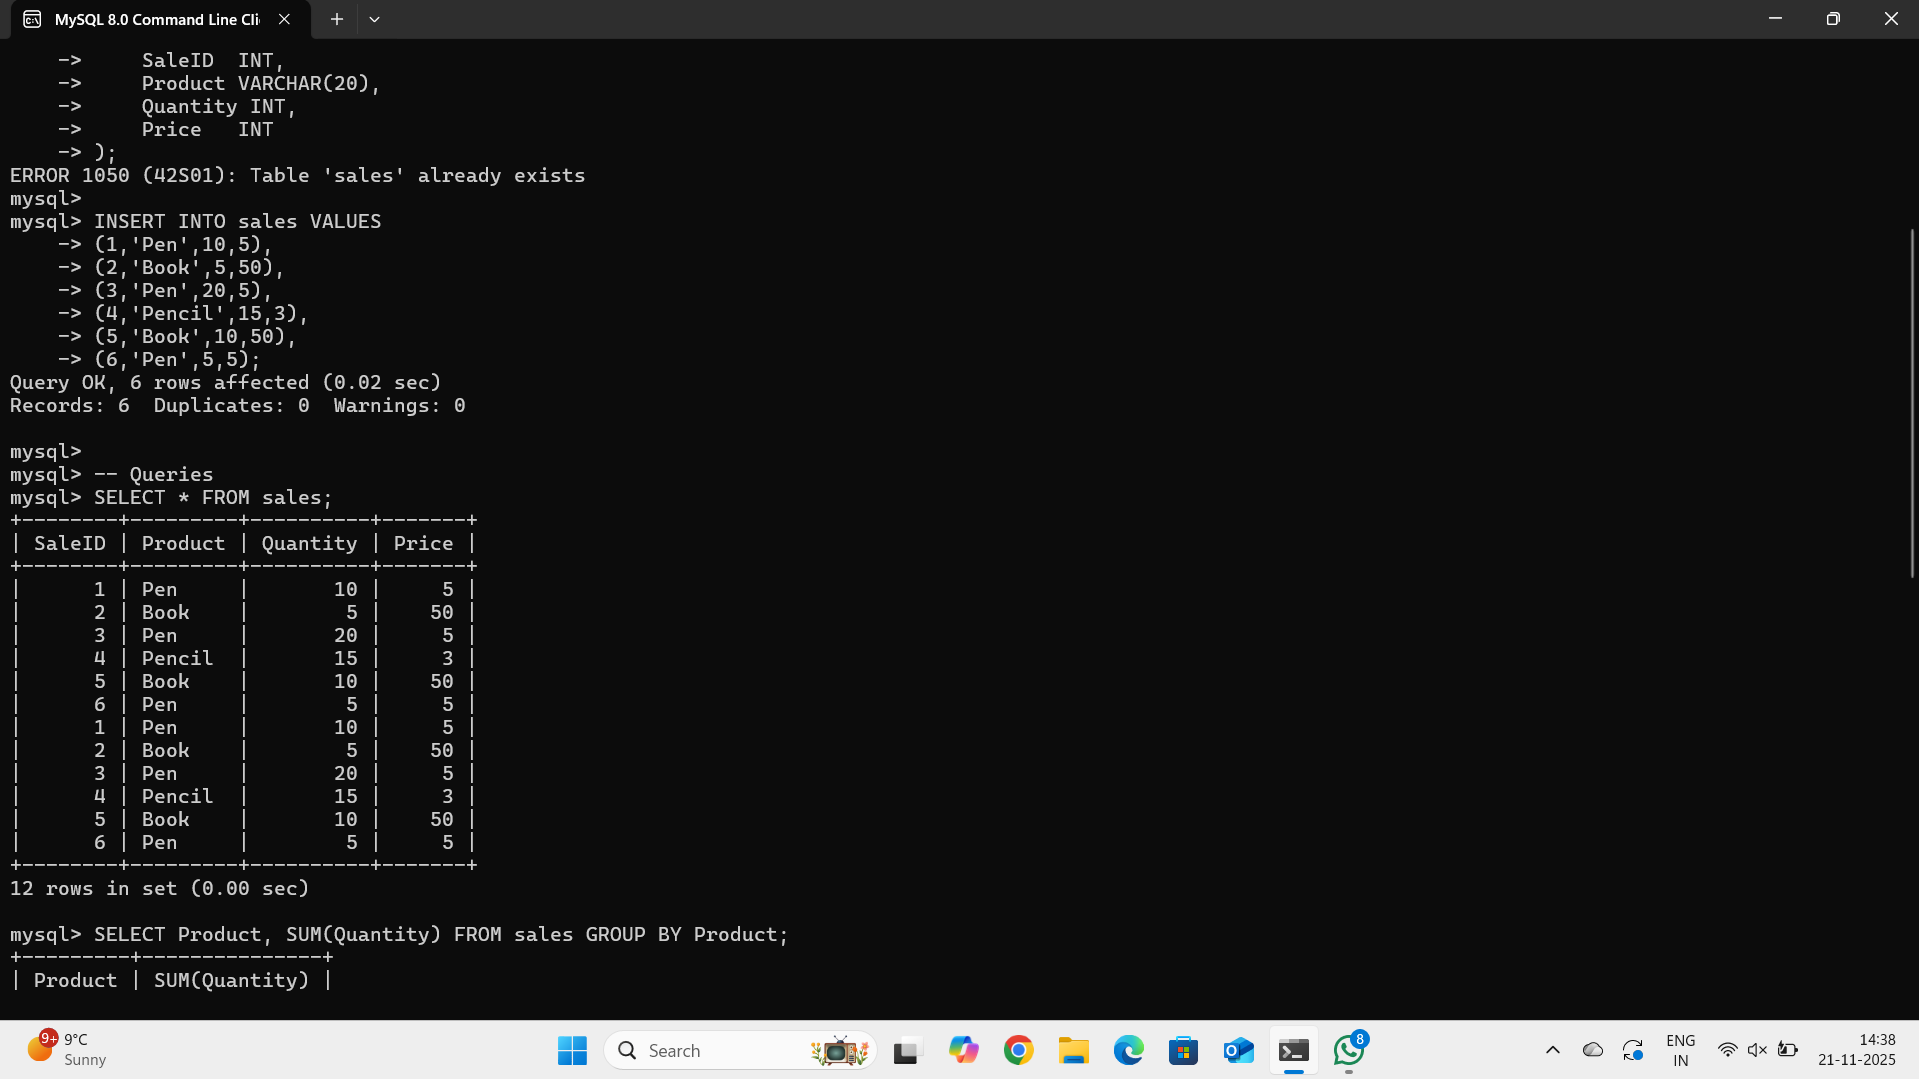 MySQL 8.0 Command Line Cli
    ->     SaleID  INT,
    ->     Product VARCHAR(20),
    ->     Quantity INT,
    ->     Price   INT
    -> );
ERROR 1050 (42S01): Table 'sales' already exists
mysql>
mysql> INSERT INTO sales VALUES
    -> (1,'Pen',10,5),
    -> (2,'Book',5,50),
    -> (3,'Pen',20,5),
    -> (4,'Pencil',15,3),
    -> (5,'Book',10,50),
    -> (6,'Pen',5,5);
Query OK, 6 rows affected (0.02 sec)
Records: 6  Duplicates: 0  Warnings: 0
mysql>
mysql> -- Queries
mysql> SELECT * FROM sales;
+--------+---------+----------+-------+
| SaleID | Product | Quantity | Price |
+--------+---------+----------+-------+
|      1 | Pen     |       10 |     5 |
|      2 | Book    |        5 |    50 |
|      3 | Pen     |       20 |     5 |
|      4 | Pencil  |       15 |     3 |
|      5 | Book    |       10 |    50 |
|      6 | Pen     |        5 |     5 |
|      1 | Pen     |       10 |     5 |
|      2 | Book    |        5 |    50 |
|      3 | Pen     |       20 |     5 |
|      4 | Pencil  |       15 |     3 |
|      5 | Book    |       10 |    50 |
|      6 | Pen     |        5 |     5 |
+--------+---------+----------+-------+
12 rows in set (0.00 sec)
mysql> SELECT Product, SUM(Quantity) FROM sales GROUP BY Product;
+---------+---------------+
| Product | SUM(Quantity) |
9+ 9°C
Sunny
Search
8
ENG
IN
14:38
21-11-2025